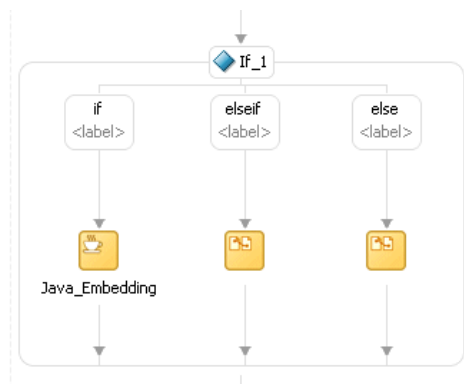 If_1
if elseif else
<label> <label> <label>
Java_Embedding